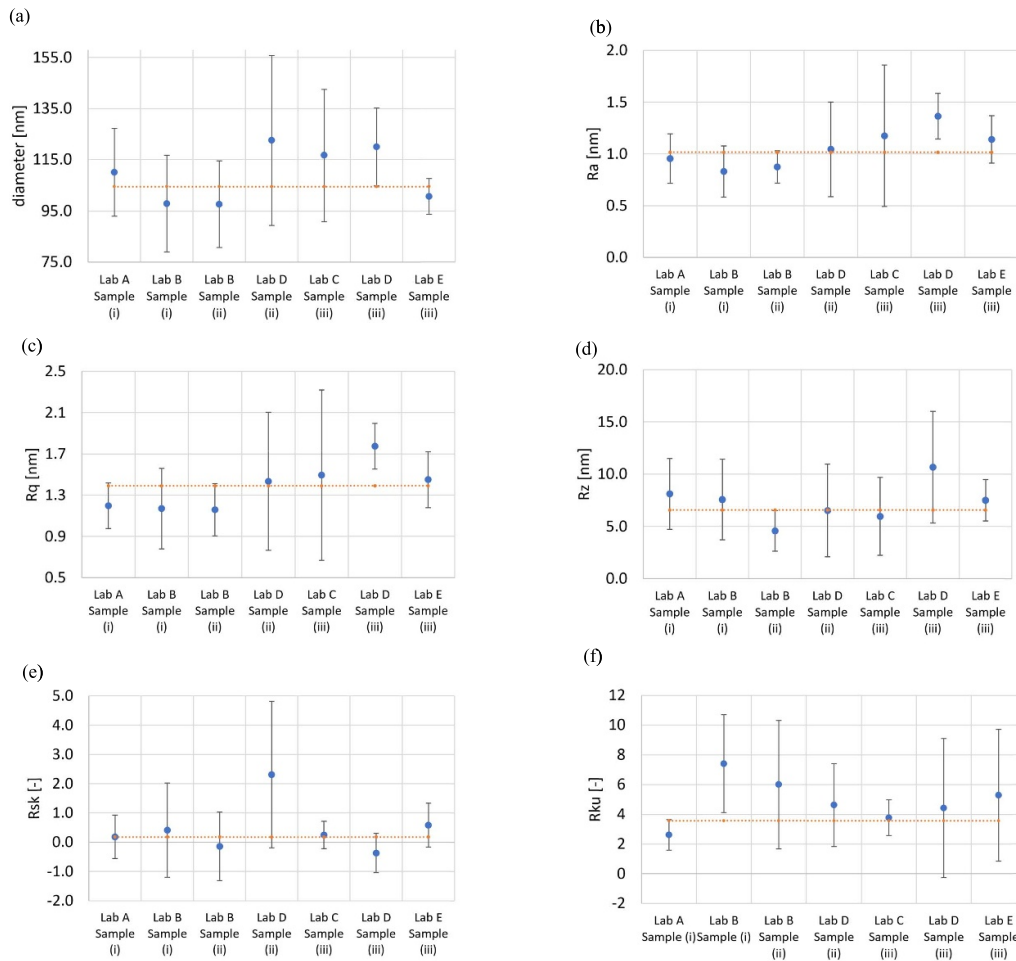 (a)
155.0
135.0
115.0
95.0
75.0
diameter [nm]
Lab A Lab B Lab B Lab D Lab C Lab D Lab E
Sample Sample Sample Sample Sample Sample Sample
(i) (i) (ii) (ii) (iii) (iii) (iii)
(b)
2.0
1.5
1.0
0.5
0.0
Ra [nm]
Lab A Lab B Lab B Lab D Lab C Lab D Lab E
Sample Sample Sample Sample Sample Sample Sample
(i) (i) (ii) (ii) (iii) (iii) (iii)
(c)
2.5
2.1
1.7
1.3
0.9
0.5
Rq [nm]
Lab A Lab B Lab B Lab D Lab C Lab D Lab E
Sample Sample Sample Sample Sample Sample Sample
(i) (i) (ii) (ii) (iii) (iii) (iii)
(d)
20.0
15.0
10.0
5.0
0.0
Rz [nm]
Lab A Lab B Lab B Lab D Lab C Lab D Lab E
Sample Sample Sample Sample Sample Sample Sample
(i) (i) (ii) (ii) (iii) (iii) (iii)
(e)
5.0
4.0
3.0
2.0
1.0
0.0
-1.0
-2.0
Rsk [-]
Lab A Lab B Lab B Lab D Lab C Lab D Lab E
Sample Sample Sample Sample Sample Sample Sample
(i) (i) (ii) (ii) (iii) (iii) (iii)
(f)
12
10
8
6
4
2
0
-2
Rku [-]
Lab A Lab B Lab B Lab D Lab C Lab D Lab E
Sample (i) Sample (i) Sample Sample Sample Sample Sample
(ii) (ii) (iii) (iii) (iii)